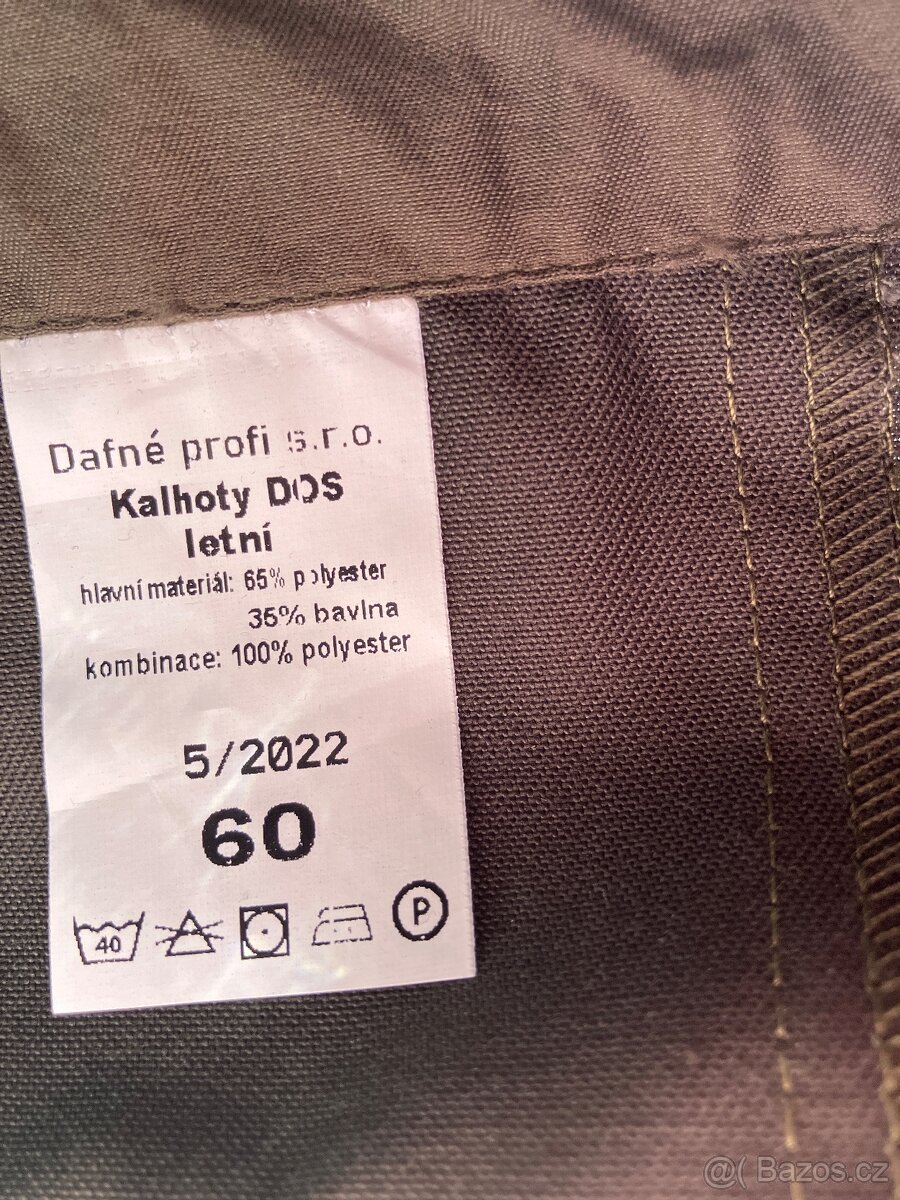 Dafné profi s.r.o.
Kalhoty DOS
letní
hlavní materiál: 65% polyester
35% bavlna
kombinace: 100% polyester
5/2022
60
40
P
@( Bazos.cz